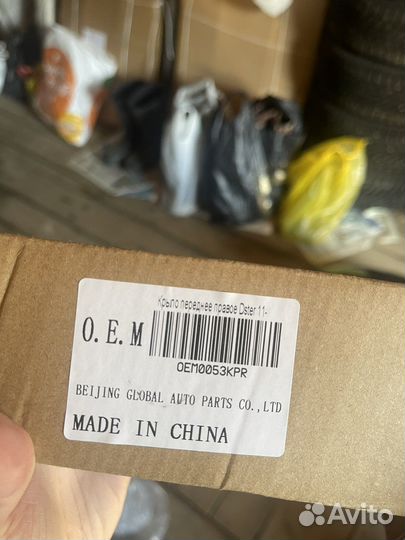 Крыло переднее правое Dster 11-
O.E.M
OEM0053KPR
BEIJING GLOBAL AUTO PARTS CO.,LTD
MADE IN CHINA
Avito